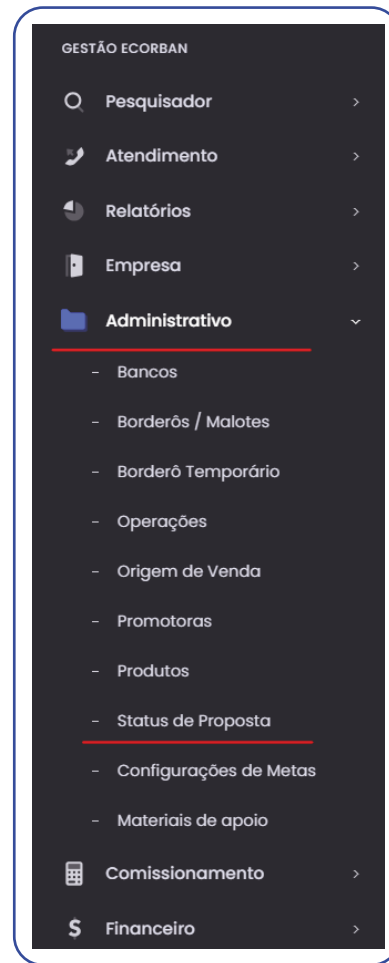 GESTÃO ECORBAN
Pesquisador
Atendimento
Relatórios
Empresa
Administrativo
- Bancos
- Borderôs / Malotes
- Borderô Temporário
- Operações
- Origem de Venda
- Promotoras
- Produtos
- Status de Proposta
- Configurações de Metas
- Materiais de apoio
Comissionamento
Financeiro